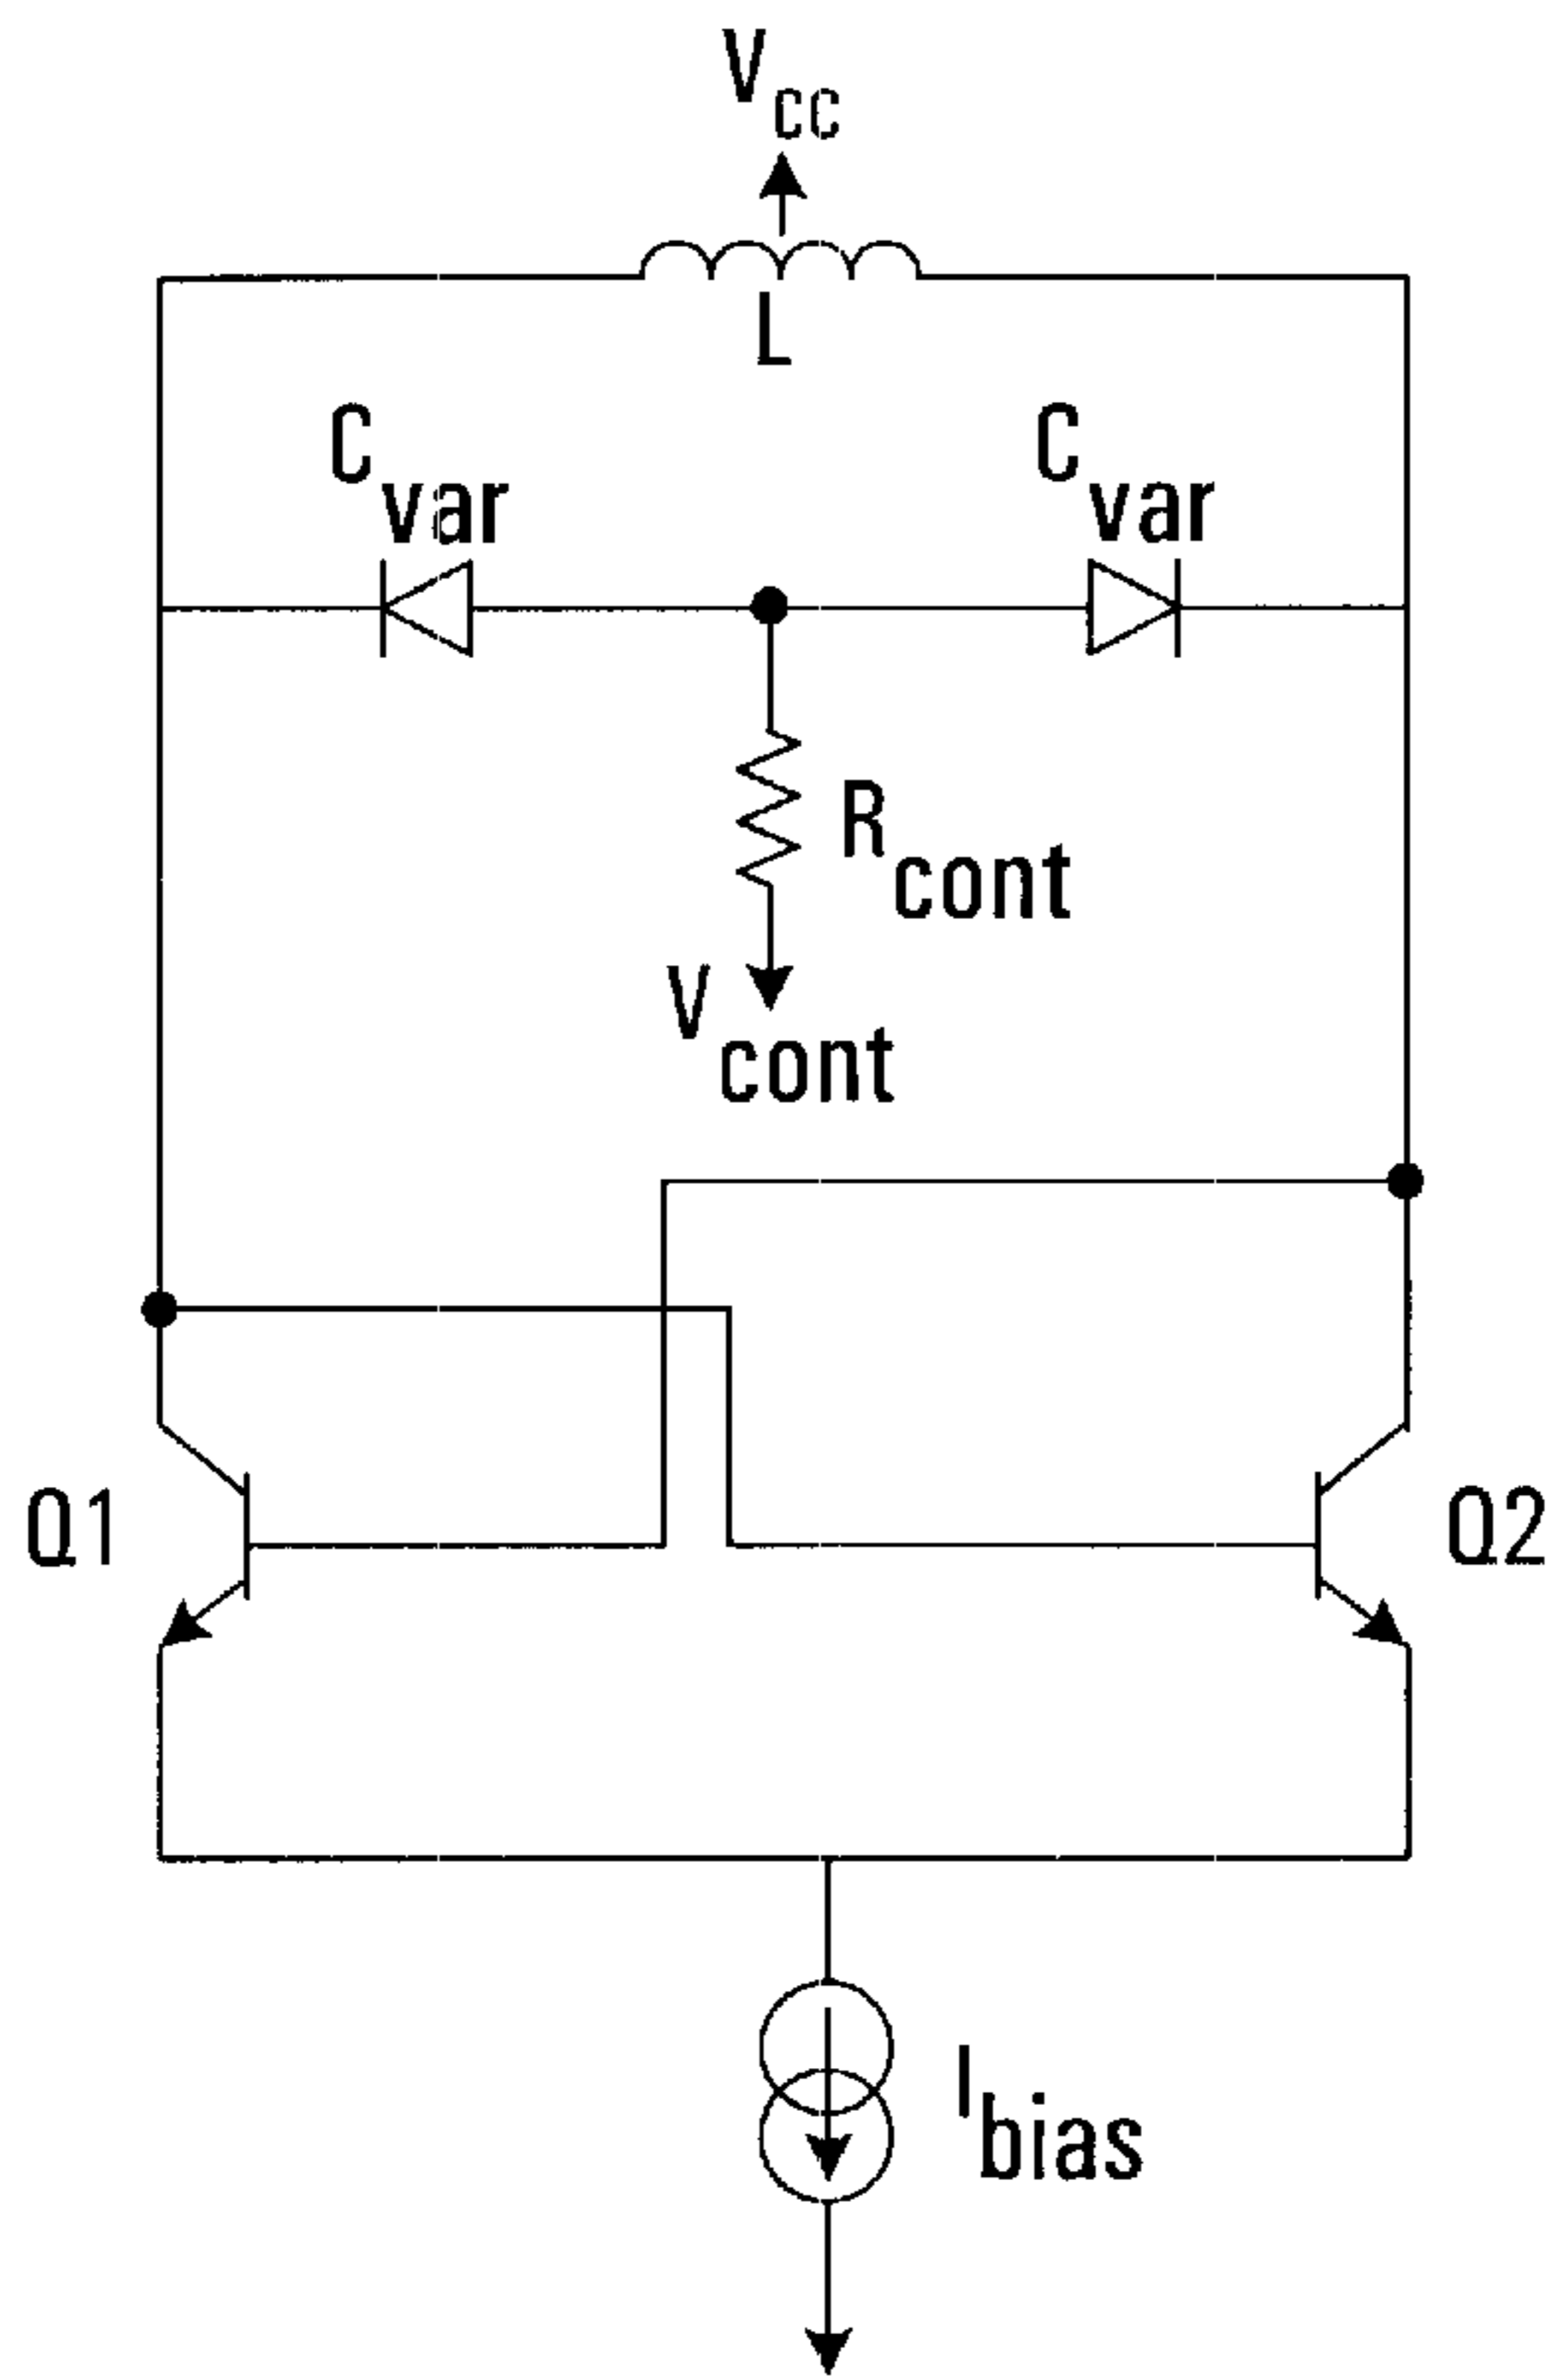 Vcc
L
Cvar Cvar
Rcont
Vcont
Q1 Q2
Ibias